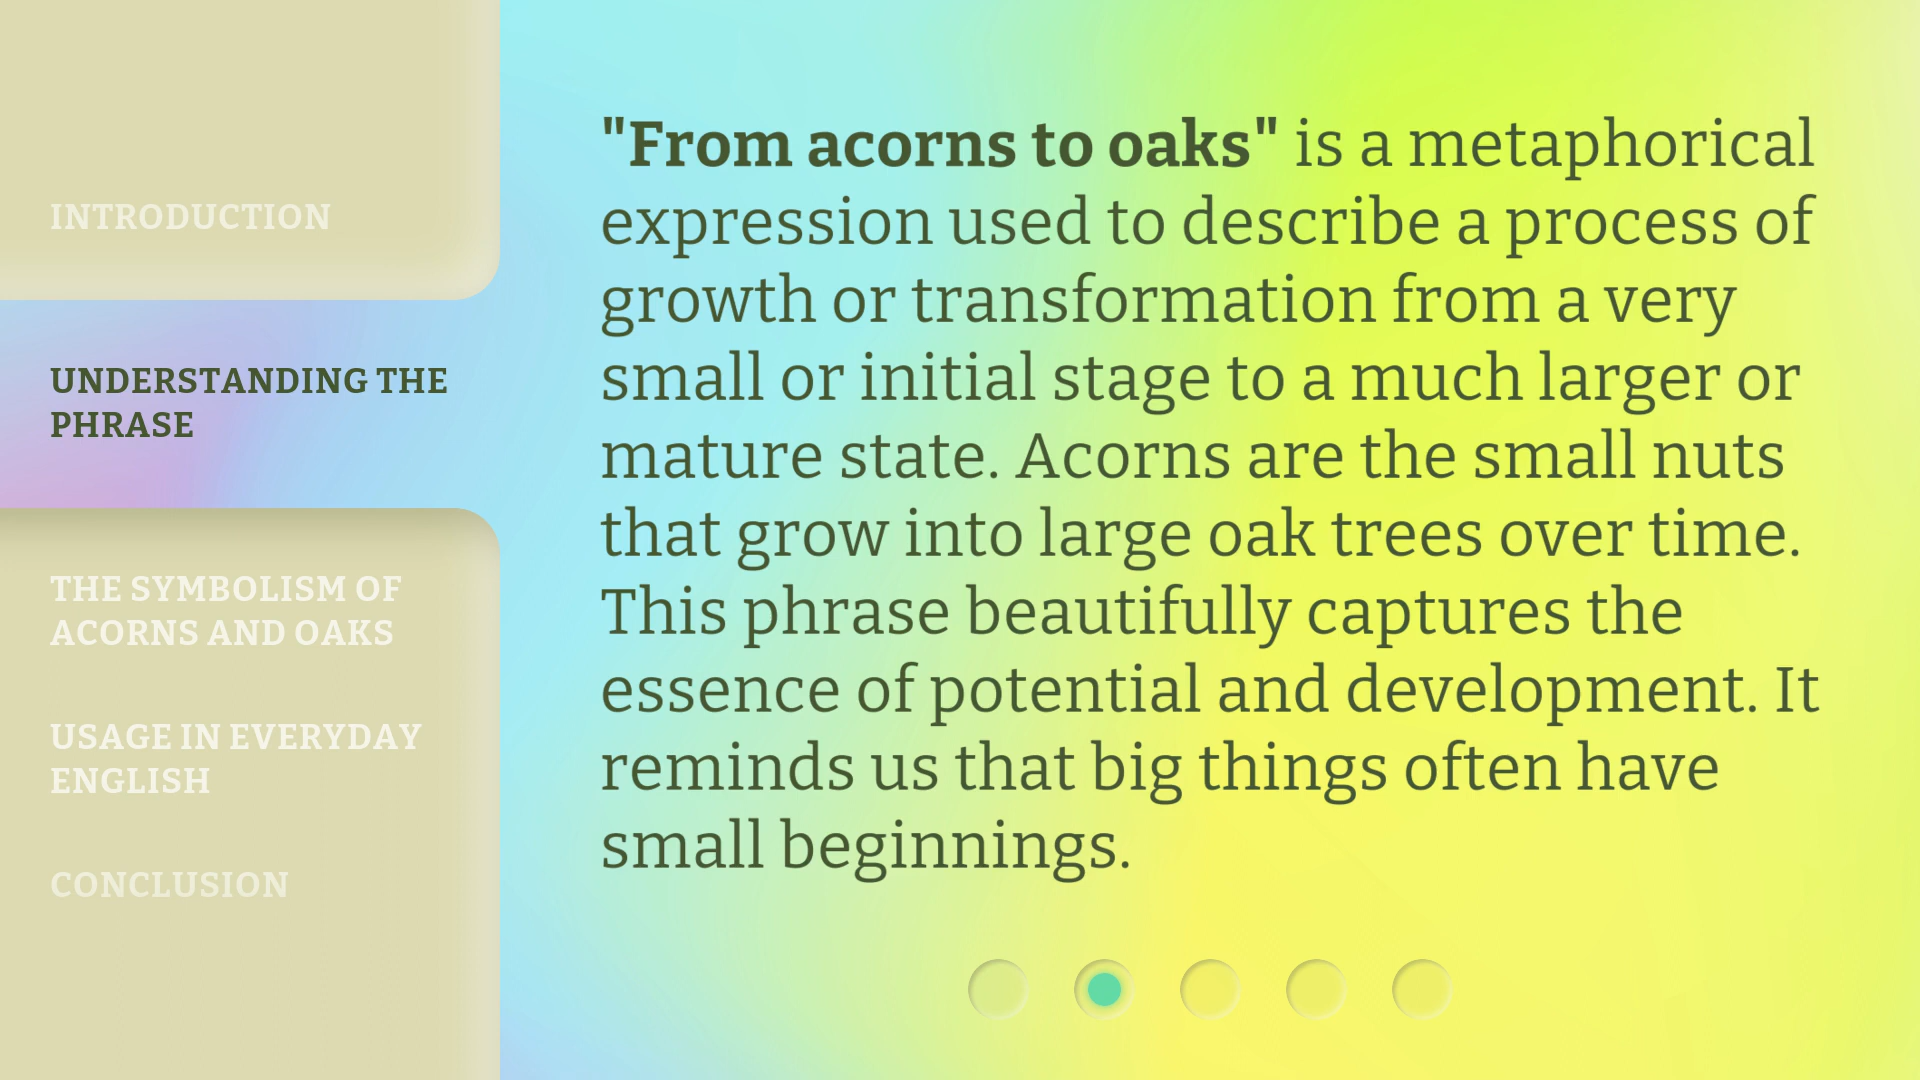 INTRODUCTION
UNDERSTANDING THE
PHRASE
THE SYMBOLISM OF
ACORNS AND OAKS
USAGE IN EVERYDAY
ENGLISH
CONCLUSION
"From acorns to oaks" is a metaphorical
expression used to describe a process of
growth or transformation from a very
small or initial stage to a much larger or
mature state. Acorns are the small nuts
that grow into large oak trees over time.
This phrase beautifully captures the
essence of potential and development. It
reminds us that big things often have
small beginnings.